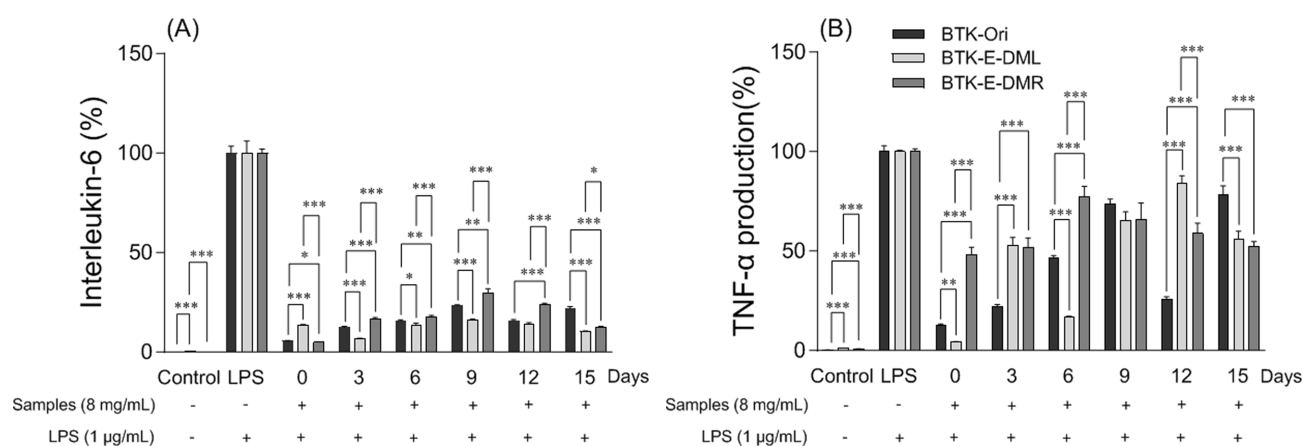 (A)
Interleukin-6 (%)
150
100
50
0
*** ***
*** * ***
*** *** ***
* ** ***
*** ** ***
*** ***
*** *** *
Control LPS 0 3 6 9 12 15 Days
Samples (8 mg/mL) - - + + + + + +
LPS (1 µg/mL) - + + + + + + +
(B)
BTK-Ori
BTK-E-DML
BTK-E-DMR
TNF-α production(%)
150
100
50
0
*** *** ***
** *** ***
*** ***
*** *** ***
*** *** ***
*** ***
Control LPS 0 3 6 9 12 15 Days
Samples (8 mg/mL) - - + + + + + +
LPS (1 µg/mL) - + + + + + + +